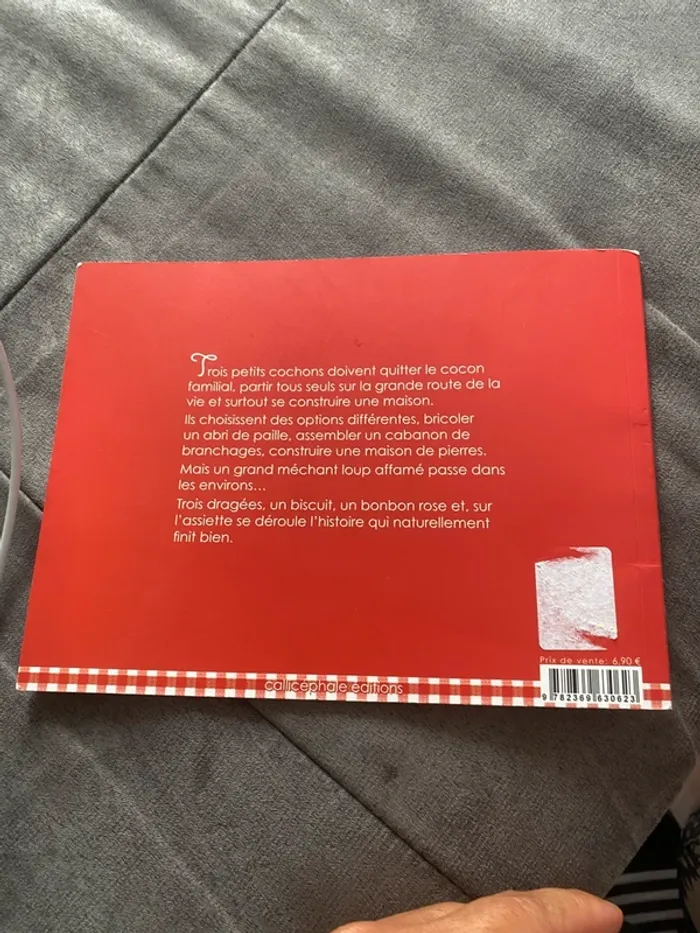 Trois petits cochons doivent quitter le cocon
familial, partir tous seuls sur la grande route de la
vie et surtout se construire une maison.
Ils choisissent des options différentes, bricoler
un abri de paille, assembler un cabanon de
branchages, construire une maison de pierres.
Mais un grand méchant loup affamé passe dans
les environs...
Trois dragées, un biscuit, un bonbon rose et, sur
l'assiette se déroule l'histoire qui naturellement
finit bien.
Prix de vente: 6,90 €
callicéphale éditions
9 782369 630623